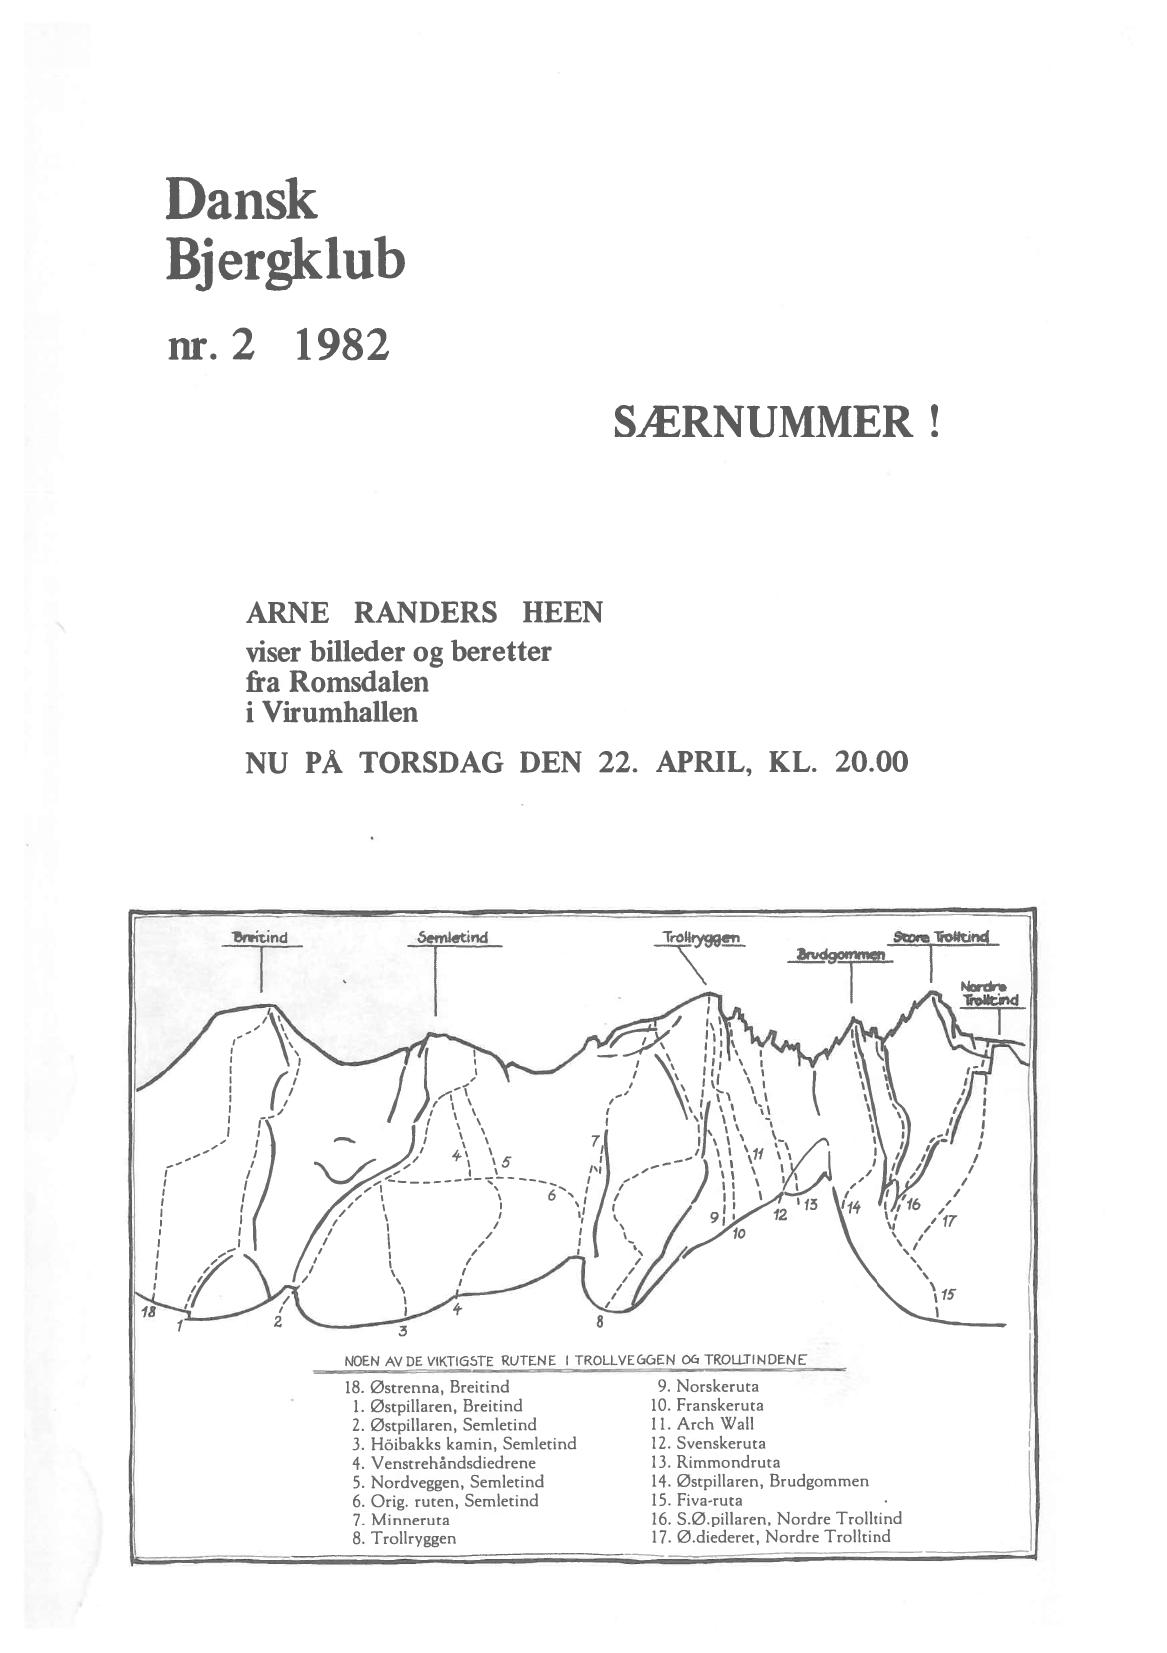 Dansk
Bjergklub
nr. 2 1982
SÆRNUMMER !
ARNE RANDERS HEEN
viser billeder og beretter
fra Romsdalen
i Virumhallen
NU PÅ TORSDAG DEN 22. APRIL, KL. 20.00
Breitind
Semletind
Trollryggen
Brudgommen
Store Trolltind
Nordre
Trolltind
4
5
6
7
11
9
10
12
13
14
16
17
15
18
1
2
3
4
8
NOEN AV DE VIKTIGSTE RUTENE I TROLLVEGGEN OG TROLLTINDENE
18. Østrenna, Breitind
1. Østpillaren, Breitind
2. Østpillaren, Semletind
3. Höibakks kamin, Semletind
4. Venstrehåndsdiedrene
5. Nordveggen, Semletind
6. Orig. ruten, Semletind
7. Minneruta
8. Trollryggen
9. Norskeruta
10. Franskeruta
11. Arch Wall
12. Svenskeruta
13. Rimmondruta
14. Østpillaren, Brudgommen
15. Fiva-ruta
16. S.Ø.pillaren, Nordre Trolltind
17. Ø.diederet, Nordre Trolltind